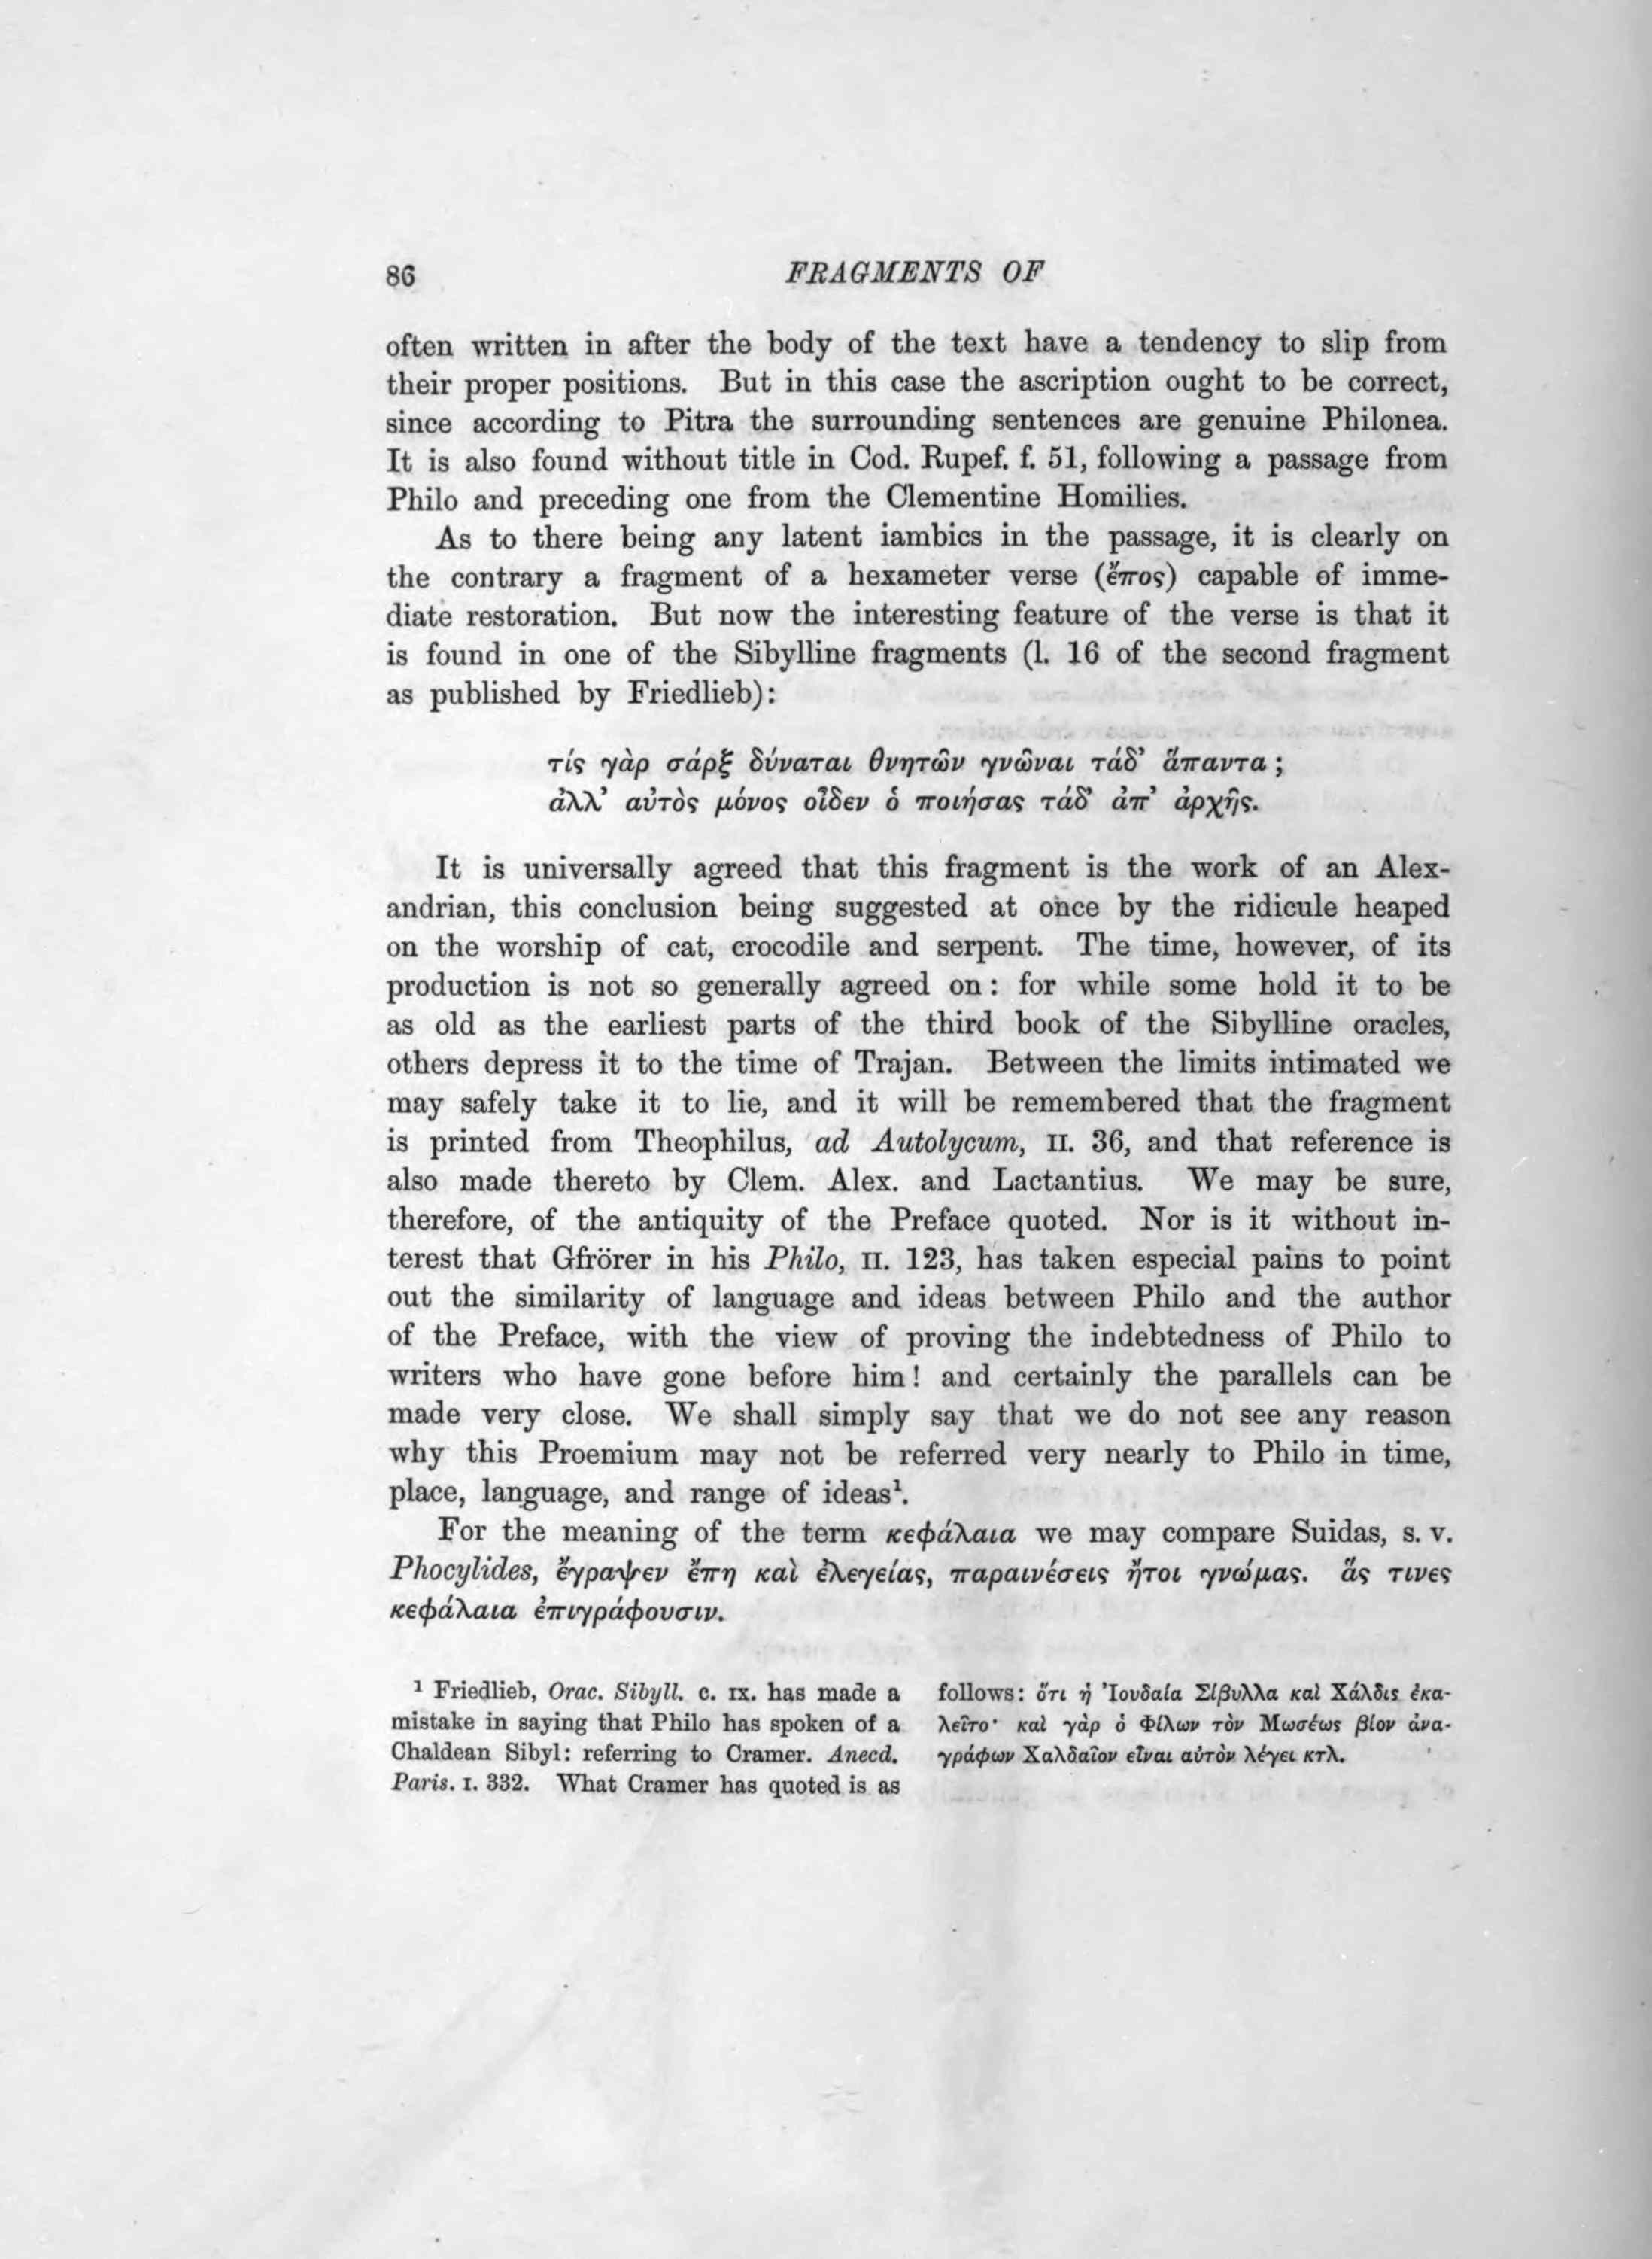 86
FRAGMENTS OF
often written in after the body of the text have a tendency to slip from
their proper positions. But in this case the ascription ought to be correct,
since according to Pitra the surrounding sentences are genuine Philonea.
It is also found without title in Cod. Rupef. f. 51, following a passage from
Philo and preceding one from the Clementine Homilies.
As to there being any latent iambics in the passage, it is clearly on
the contrary a fragment of a hexameter verse (ἔπος) capable of imme-
diate restoration. But now the interesting feature of the verse is that it
is found in one of the Sibylline fragments (l. 16 of the second fragment
as published by Friedlieb):
τίς γὰρ σάρξ δύναται θνητῶν γνῶναι τάδ’ ἅπαντα ;
ἀλλ’ αὐτὸς μόνος οἶδεν ὁ ποιήσας τάδ’ ἀπ’ ἀρχῆς.
It is universally agreed that this fragment is the work of an Alex-
andrian, this conclusion being suggested at once by the ridicule heaped
on the worship of cat, crocodile and serpent. The time, however, of its
production is not so generally agreed on: for while some hold it to be
as old as the earliest parts of the third book of the Sibylline oracles,
others depress it to the time of Trajan. Between the limits intimated we
may safely take it to lie, and it will be remembered that the fragment
is printed from Theophilus, ad Autolycum, II. 36, and that reference is
also made thereto by Clem. Alex. and Lactantius. We may be sure,
therefore, of the antiquity of the Preface quoted. Nor is it without in-
terest that Gfrörer in his Philo, II. 123, has taken especial pains to point
out the similarity of language and ideas between Philo and the author
of the Preface, with the view of proving the indebtedness of Philo to
writers who have gone before him! and certainly the parallels can be
made very close. We shall simply say that we do not see any reason
why this Proemium may not be referred very nearly to Philo in time,
place, language, and range of ideas¹.
For the meaning of the term κεφάλαια we may compare Suidas, s. v.
Phocylides, ἔγραψεν ἔπη καὶ ἐλεγείας, παραινέσεις ἤτοι γνώμας. ἅς τινες
κεφάλαια ἐπιγράφουσιν.
¹ Friedlieb, Orac. Sibyll. c. IX. has made a
mistake in saying that Philo has spoken of a
Chaldean Sibyl: referring to Cramer. Anecd.
Paris. I. 332. What Cramer has quoted is as
follows: ὅτι ἡ Ἰουδαία Σίβυλλα καὶ Χάλδις ἐκα-
λεῖτο· καὶ γὰρ ὁ Φίλων τὸν Μωσέως βίον ἀνα-
γράφων Χαλδαῖον εἶναι αὐτὸν λέγει κτλ.